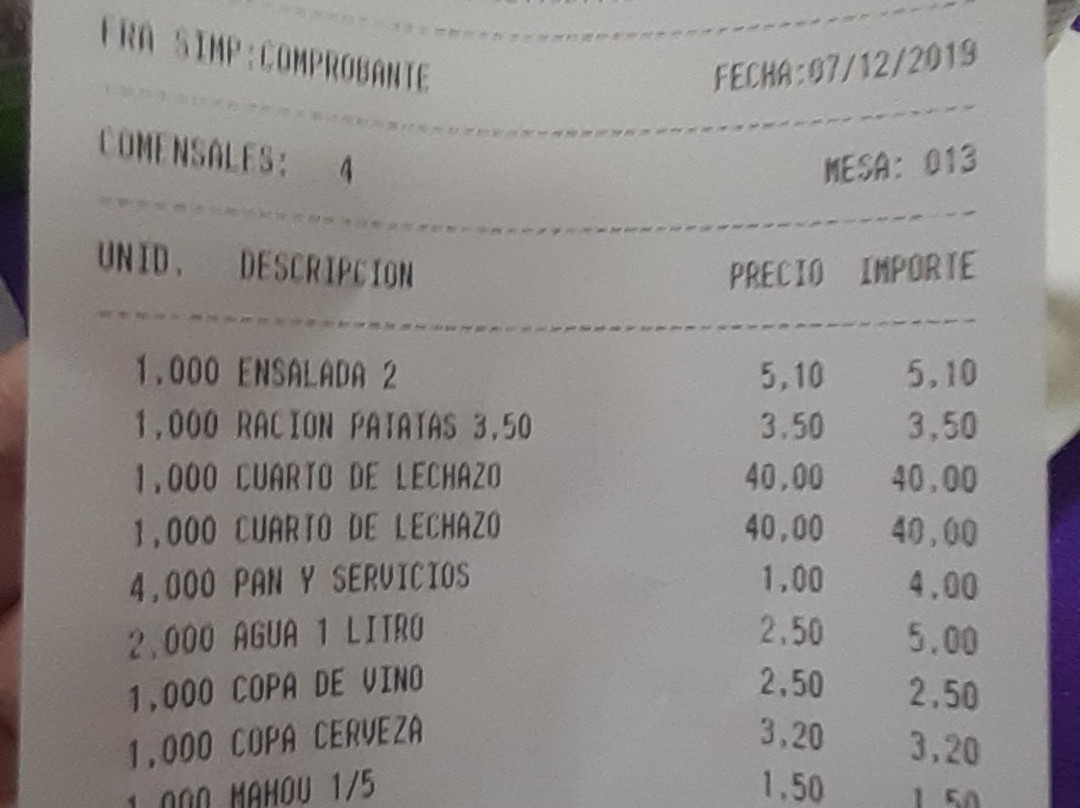 FRA SIMP:COMPROBANTE FECHA:07/12/2019
COMENSALES: 4 MESA: 013
UNID. DESCRIPCION PRECIO IMPORTE
1,000 ENSALADA 2 5,10 5,10
1,000 RACION PATATAS 3,50 3,50 3,50
1,000 CUARTO DE LECHAZO 40,00 40,00
1,000 CUARTO DE LECHAZO 40,00 40,00
4,000 PAN Y SERVICIOS 1,00 4,00
2,000 AGUA 1 LITRO 2,50 5,00
1,000 COPA DE VINO 2,50 2,50
1,000 COPA CERVEZA 3,20 3,20
1,000 MAHOU 1/5 1,50 1,50